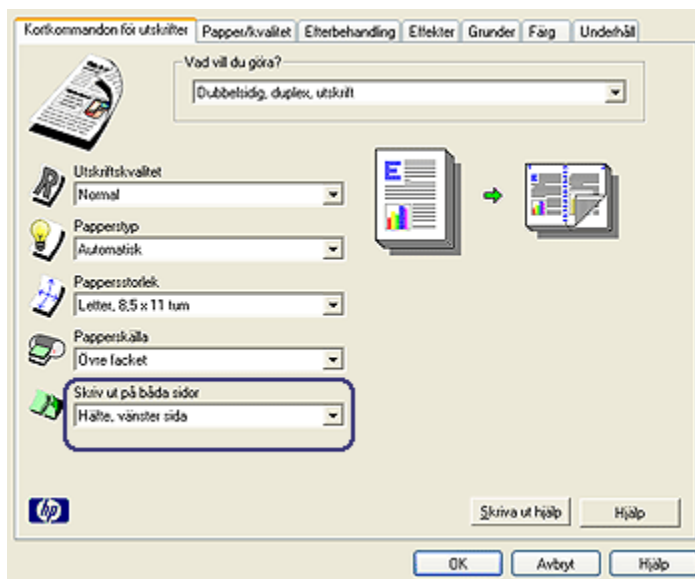 Kortkommandon för utskrifter Papper/kvalitet Efterbehandling Effekter Grunder Färg Underhåll
Vad vill du göra?
Dubbelsidig, duplex, utskrift
Utskriftskvalitet
Normal
Papperstyp
Automatisk
Pappersstorlek
Letter, 8,5 x 11 tum
Papperskälla
Övre facket
Skriv ut på båda sidor
Häfte, vänster sida
hp
Skriva ut hjälp Hjälp
OK Avbryt Hjälp